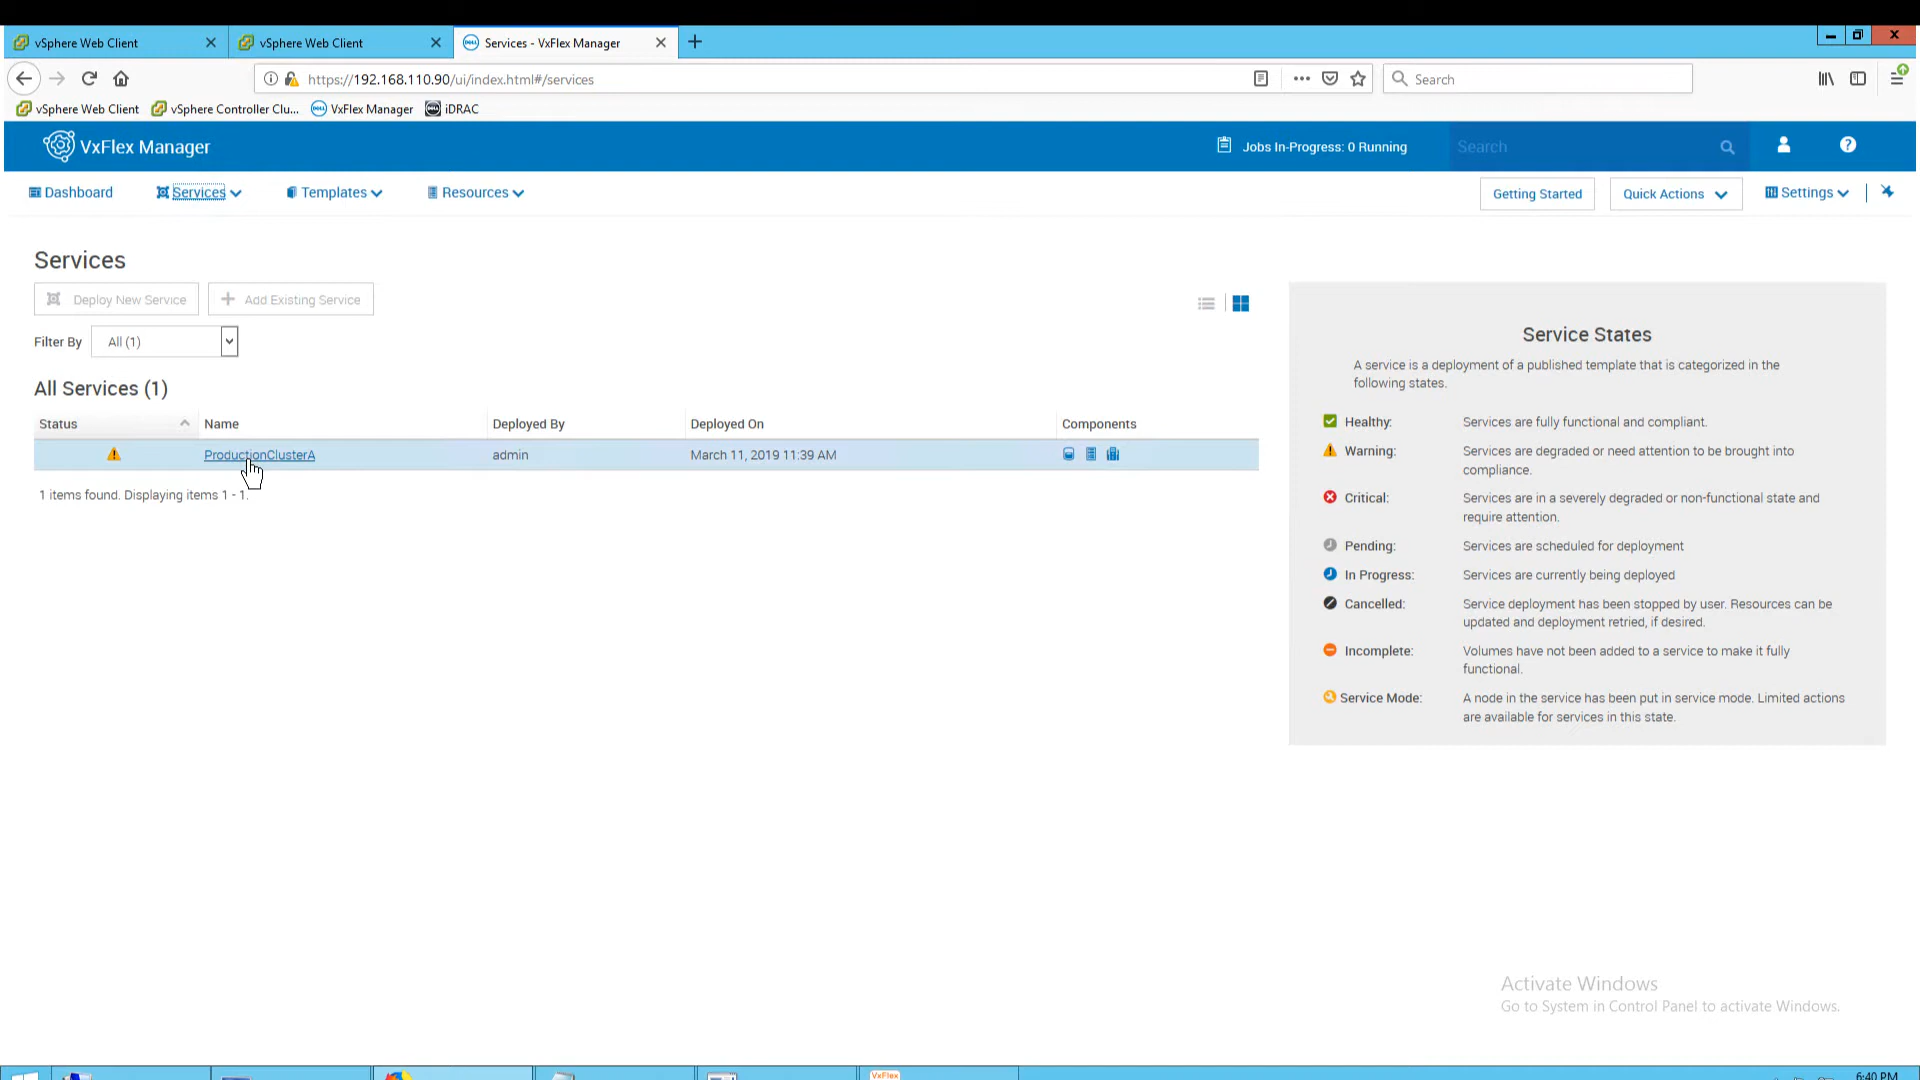 vSphere Web Client
vSphere Web Client
Services - VxFlex Manager
https://192.168.110.90/ui/index.html#/services
Search
vSphere Web Client
vSphere Controller Clu...
VxFlex Manager
iDRAC
VxFlex Manager
Jobs In-Progress: 0 Running
Search
Dashboard
Services
Templates
Resources
Getting Started
Quick Actions
Settings
Services
Deploy New Service
Add Existing Service
Filter By
All (1)
All Services (1)
Status
Name
Deployed By
Deployed On
Components
ProductionClusterA
admin
March 11, 2019 11:39 AM
1 items found. Displaying items 1 - 1.
Service States
A service is a deployment of a published template that is categorized in the
following states.
Healthy:
Services are fully functional and compliant.
Warning:
Services are degraded or need attention to be brought into
compliance.
Critical:
Services are in a severely degraded or non-functional state and
require attention.
Pending:
Services are scheduled for deployment
In Progress:
Services are currently being deployed
Cancelled:
Service deployment has been stopped by user. Resources can be
updated and deployment retried, if desired.
Incomplete:
Volumes have not been added to a service to make it fully
functional.
Service Mode:
A node in the service has been put in service mode. Limited actions
are available for services in this state.
Activate Windows
Go to System in Control Panel to activate Windows.
VxFlex
6:40 PM